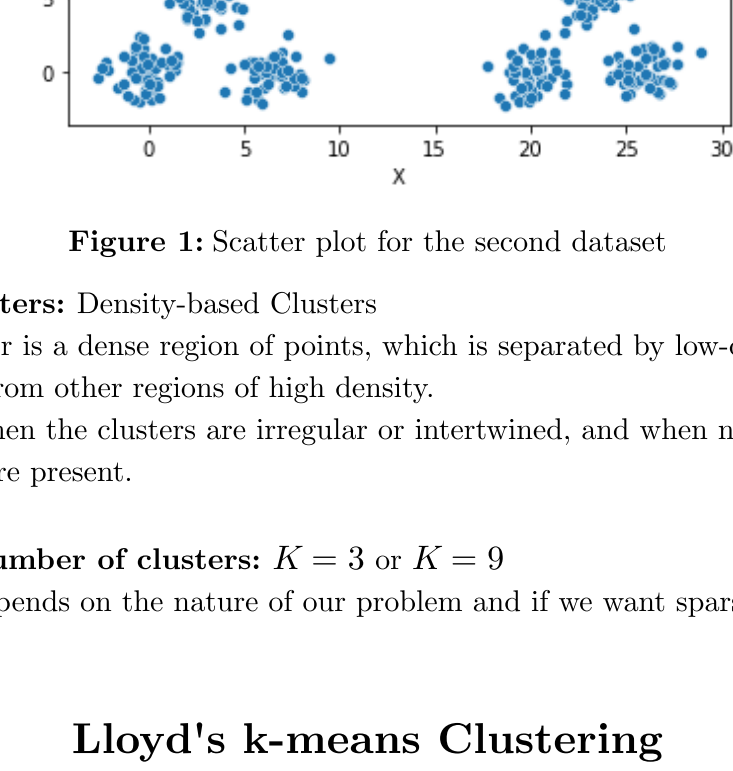 0
0 5 10 15 20 25 30
X
Figure 1: Scatter plot for the second dataset
ters: Density-based Clusters
r is a dense region of points, which is separated by low-
rom other regions of high density.
hen the clusters are irregular or intertwined, and when n
re present.
umber of clusters: K = 3 or K = 9
pends on the nature of our problem and if we want spars
Lloyd's k-means Clustering